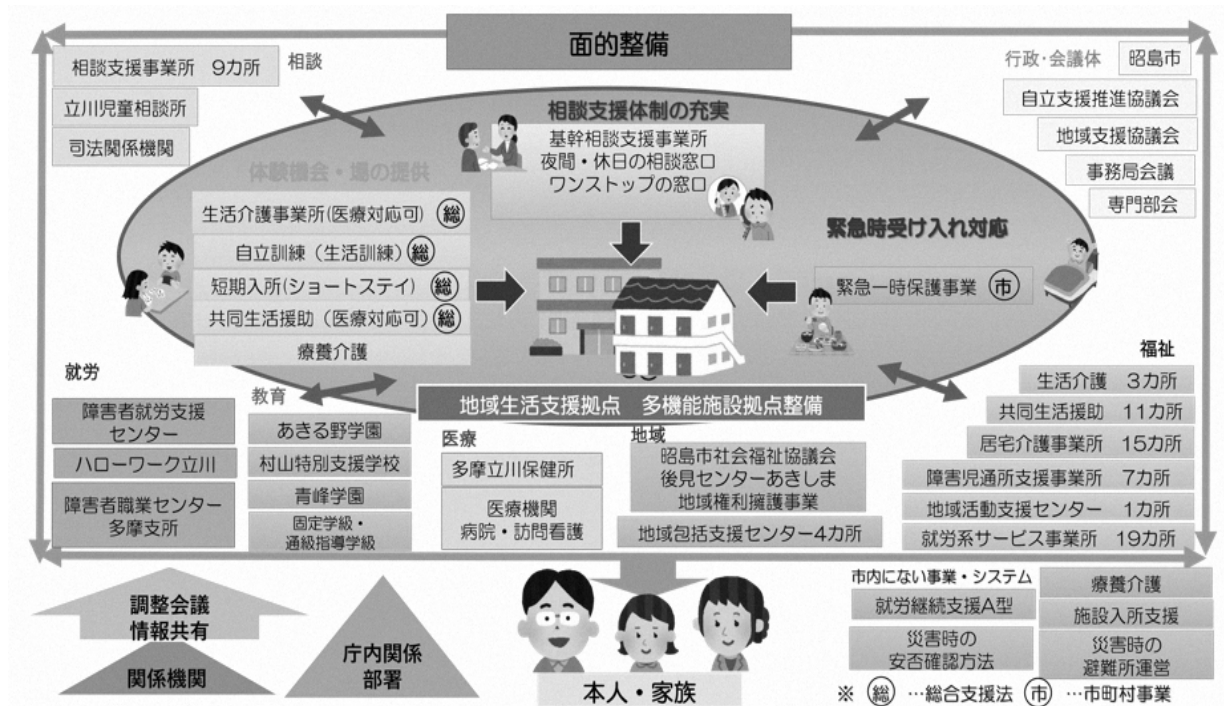 面的整備
相談支援事業所　9カ所
相談
立川児童相談所
司法関係機関
行政・会議体
昭島市
自立支援推進協議会
地域支援協議会
事務局会議
専門部会
相談支援体制の充実
基幹相談支援事業所
夜間・休日の相談窓口
ワンストップの窓口
体験機会・場の提供
生活介護事業所(医療対応可) 総
自立訓練（生活訓練） 総
短期入所(ショートステイ) 総
共同生活援助（医療対応可） 総
療養介護
緊急時受け入れ対応
緊急一時保護事業 市
地域生活支援拠点　多機能施設拠点整備
就労
障害者就労支援
センター
ハローワーク立川
障害者職業センター
多摩支所
教育
あきる野学園
村山特別支援学校
青峰学園
固定学級・
通級指導学級
医療
多摩立川保健所
医療機関
病院・訪問看護
地域
昭島市社会福祉協議会
後見センターあきしま
地域権利擁護事業
地域包括支援センター4カ所
福祉
生活介護　3カ所
共同生活援助　11カ所
居宅介護事業所　15カ所
障害児通所支援事業所　7カ所
地域活動支援センター　1カ所
就労系サービス事業所　19カ所
調整会議
情報共有
関係機関
庁内関係
部署
本人・家族
市内にない事業・システム
就労継続支援A型
災害時の
安否確認方法
療養介護
施設入所支援
災害時の
避難所運営
※ 総 …総合支援法 市 …市町村事業